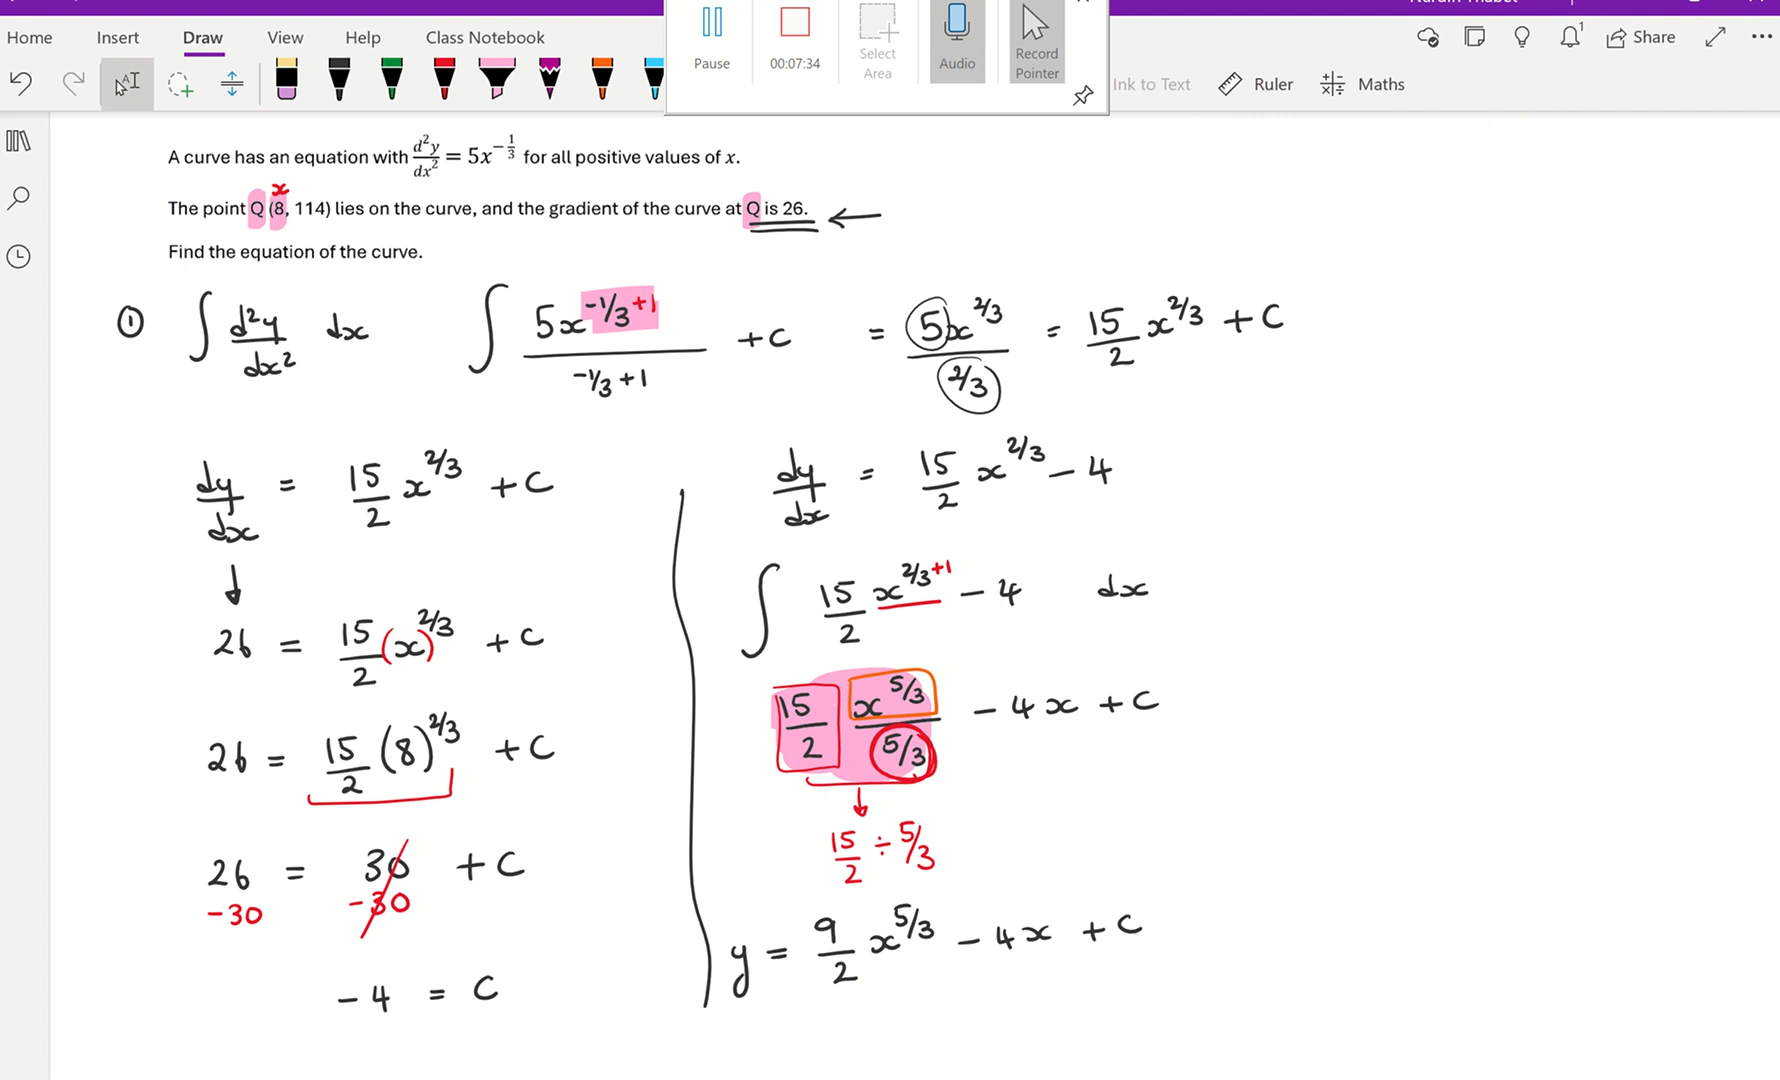 Home Insert Draw View Help Class Notebook
Pause 00:07:34 Select Area Audio Record Pointer
Share
Ink to Text Ruler Maths
A curve has an equation with d²y/dx² = 5x^(-1/3) for all positive values of x.
x
The point Q (8, 114) lies on the curve, and the gradient of the curve at Q is 26. ←
Find the equation of the curve.
① ∫ d²y/dx² dx ∫ 5x^(-1/3+1)/(-1/3+1) + C = 5x^(2/3)/(2/3) = 15/2 x^(2/3) + C
dy/dx = 15/2 x^(2/3) + C
↓
26 = 15/2 (x)^(2/3) + C
26 = 15/2 (8)^(2/3) + C
26 = 30 + C
-30 -30
-4 = C
dy/dx = 15/2 x^(2/3) - 4
∫ 15/2 x^(2/3+1) - 4 dx
15/2 x^(5/3)/(5/3) - 4x + C
↓
15/2 ÷ 5/3
y = 9/2 x^(5/3) - 4x + C